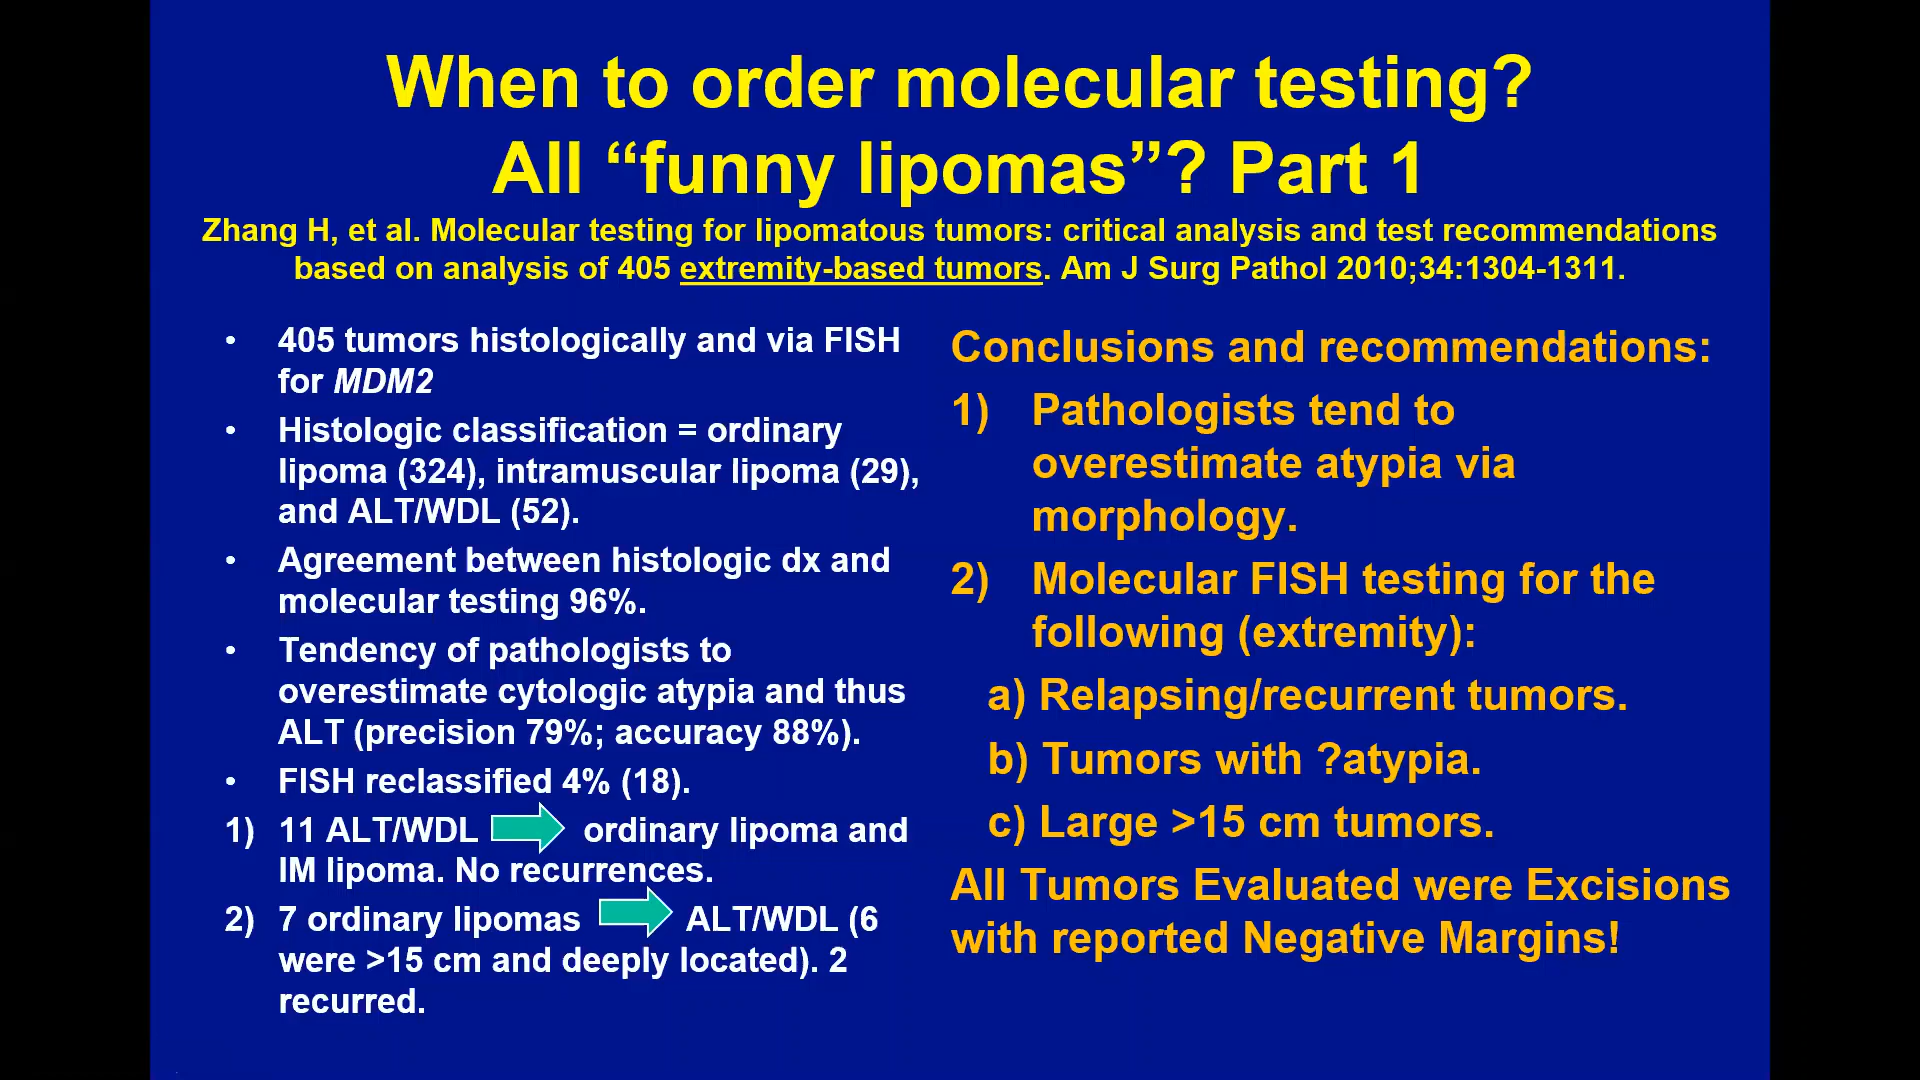 When to order molecular testing?
All “funny lipomas”? Part 1
Zhang H, et al. Molecular testing for lipomatous tumors: critical analysis and test recommendations
based on analysis of 405 extremity-based tumors. Am J Surg Pathol 2010;34:1304-1311.
• 405 tumors histologically and via FISH
for MDM2
• Histologic classification = ordinary
lipoma (324), intramuscular lipoma (29),
and ALT/WDL (52).
• Agreement between histologic dx and
molecular testing 96%.
• Tendency of pathologists to
overestimate cytologic atypia and thus
ALT (precision 79%; accuracy 88%).
• FISH reclassified 4% (18).
1) 11 ALT/WDL ordinary lipoma and
IM lipoma. No recurrences.
2) 7 ordinary lipomas ALT/WDL (6
were >15 cm and deeply located). 2
recurred.
Conclusions and recommendations:
1) Pathologists tend to
overestimate atypia via
morphology.
2) Molecular FISH testing for the
following (extremity):
a) Relapsing/recurrent tumors.
b) Tumors with ?atypia.
c) Large >15 cm tumors.
All Tumors Evaluated were Excisions
with reported Negative Margins!